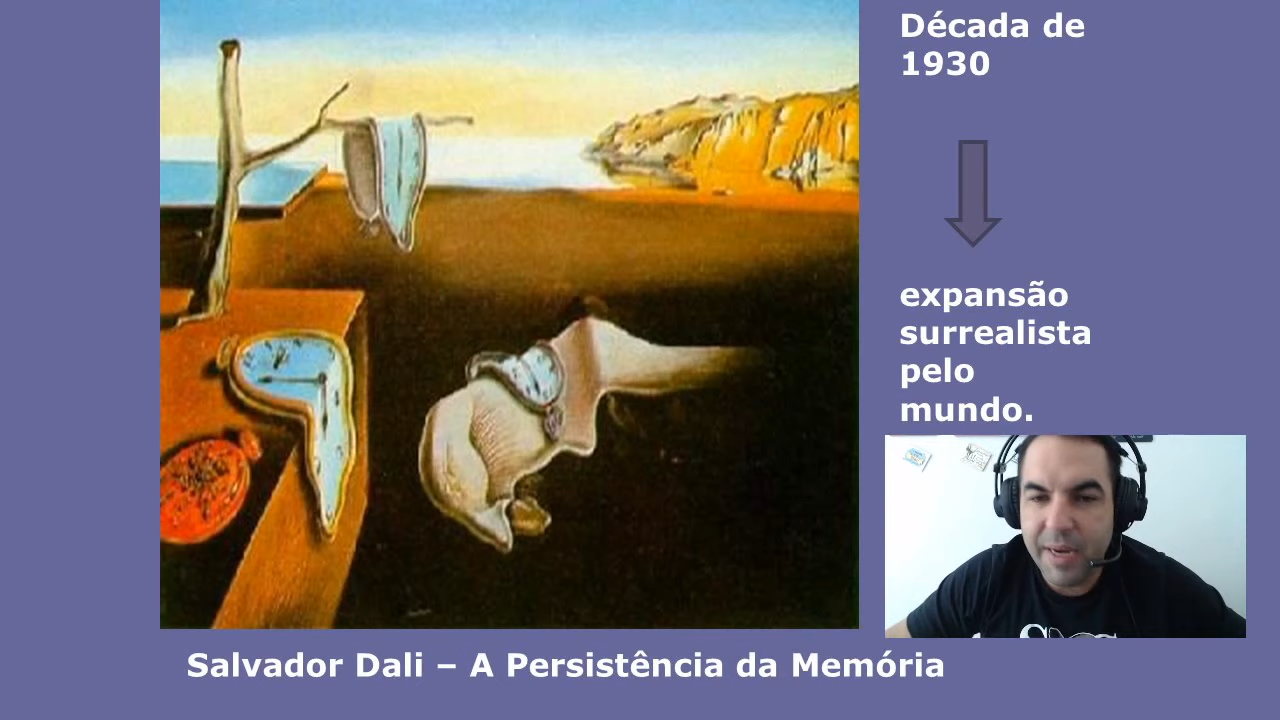 Década de
1930
expansão
surrealista
pelo
mundo.
Salvador Dali – A Persistência da Memória